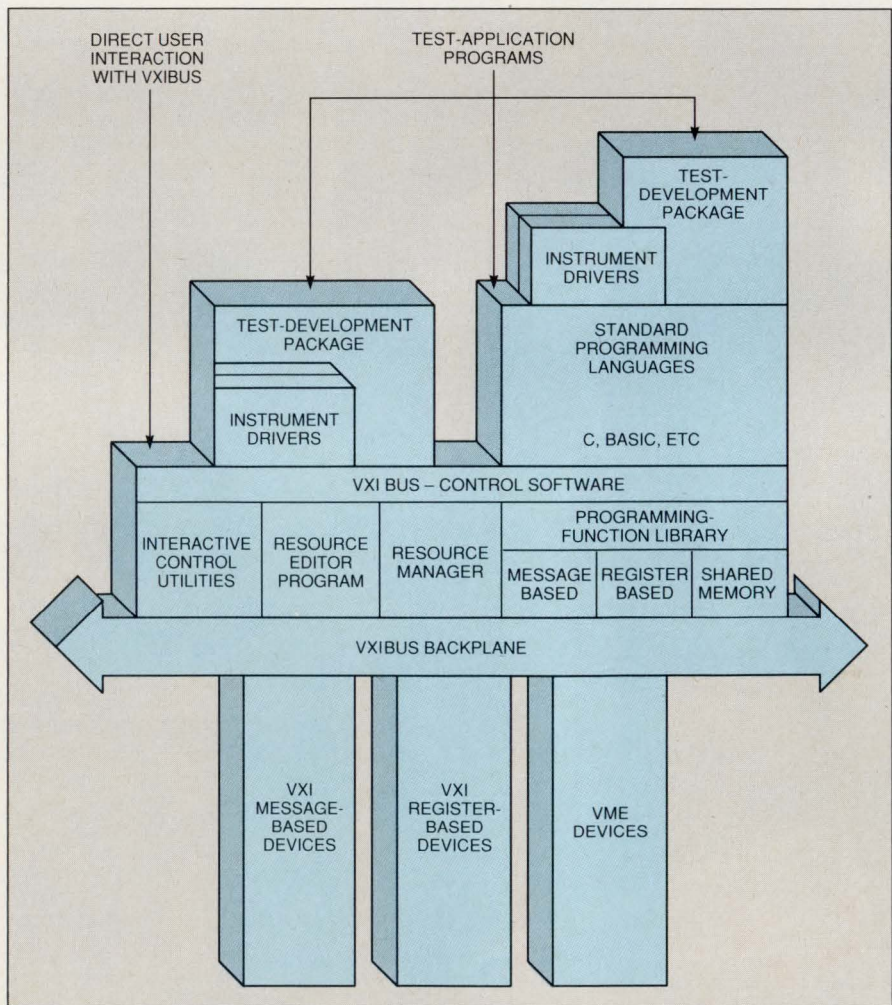 DIRECT USER
INTERACTION
WITH VXIBUS
TEST-APPLICATION
PROGRAMS
TEST-
DEVELOPMENT
PACKAGE
INSTRUMENT
DRIVERS
TEST-DEVELOPMENT
PACKAGE
INSTRUMENT
DRIVERS
STANDARD
PROGRAMMING
LANGUAGES
C, BASIC, ETC
VXI BUS – CONTROL SOFTWARE
INTERACTIVE
CONTROL
UTILITIES
RESOURCE
EDITOR
PROGRAM
RESOURCE
MANAGER
PROGRAMMING-
FUNCTION LIBRARY
MESSAGE
BASED
REGISTER
BASED
SHARED
MEMORY
VXIBUS BACKPLANE
VXI
MESSAGE-
BASED
DEVICES
VXI
REGISTER-
BASED
DEVICES
VME
DEVICES